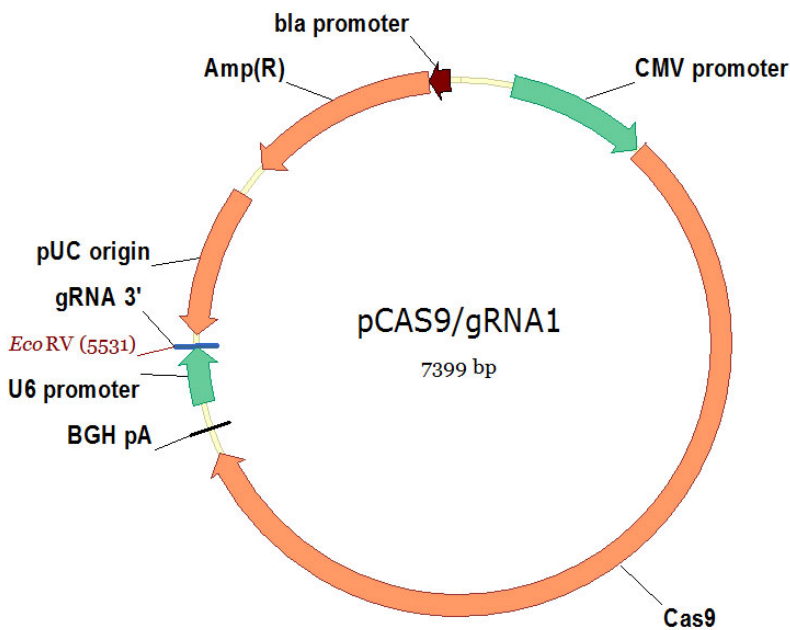 bla promoter
Amp(R)
CMV promoter
pUC origin
gRNA 3'
EcoRV (5531)
U6 promoter
BGH pA
pCAS9/gRNA1
7399 bp
Cas9